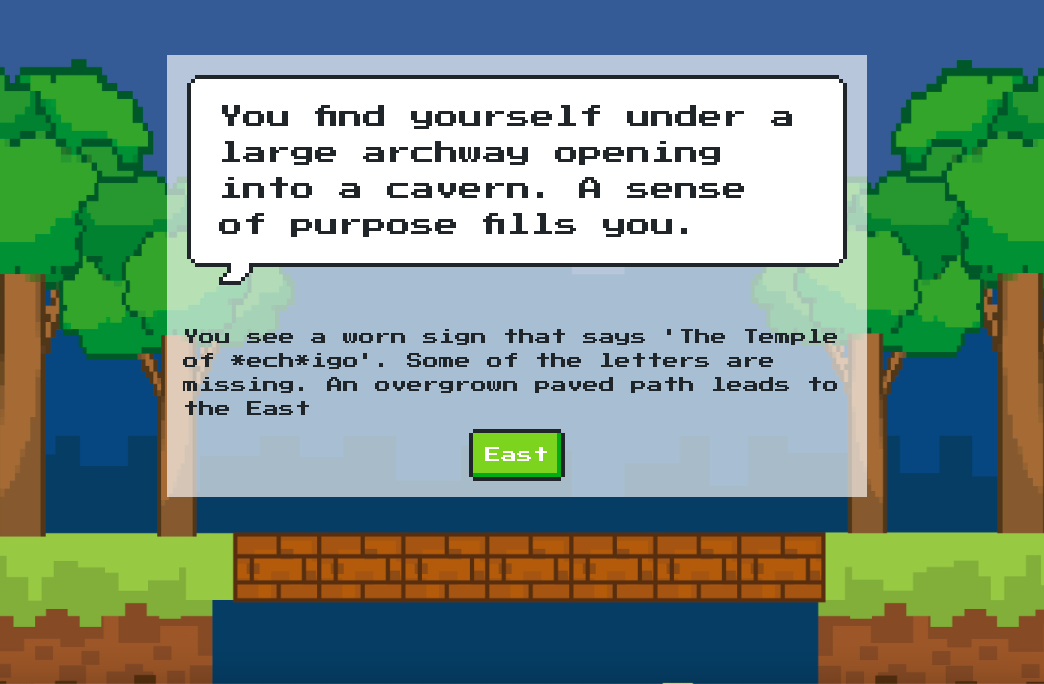 You find yourself under a
large archway opening
into a cavern. A sense
of purpose fills you.
You see a worn sign that says 'The Temple
of *ech*igo'. Some of the letters are
missing. An overgrown paved path leads to
the East
East